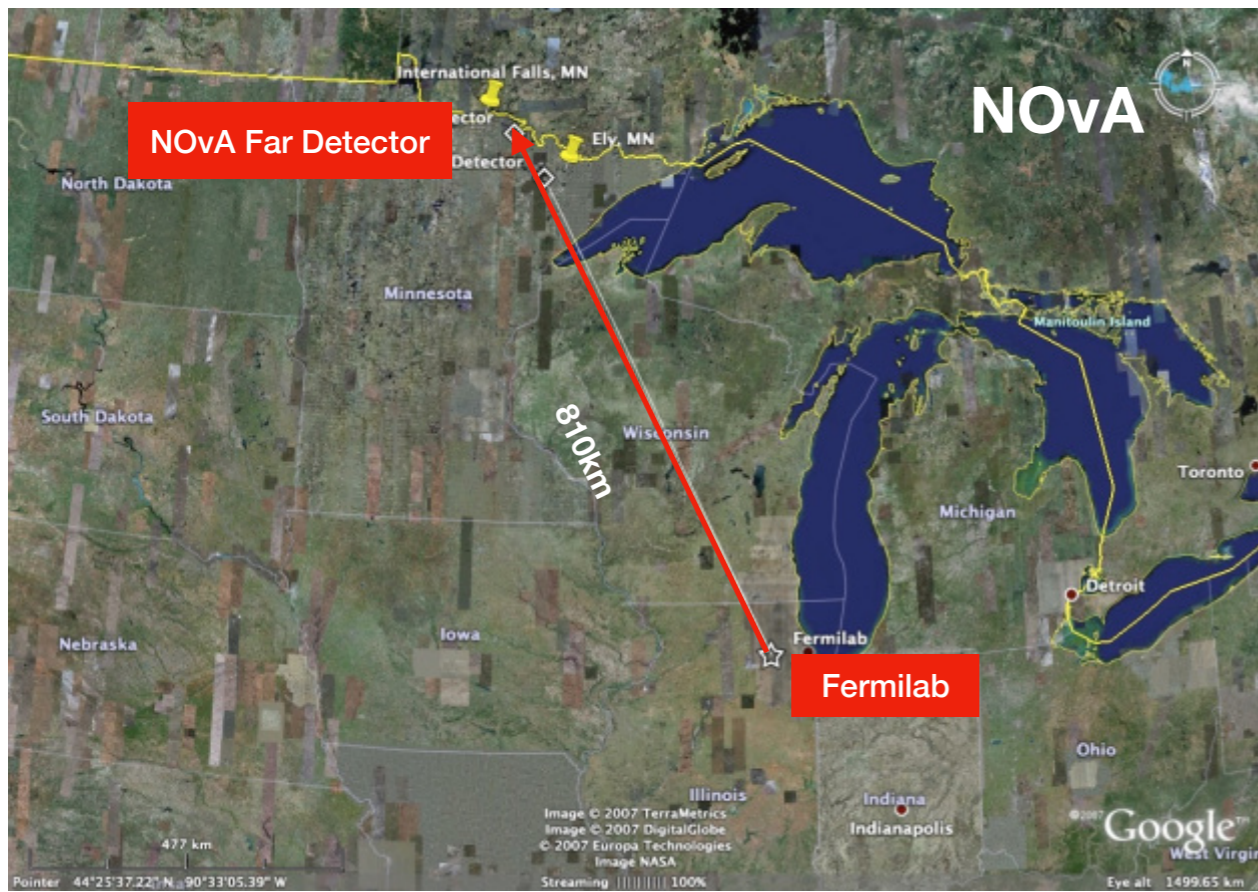 NOvA
International Falls, MN
NOvA Far Detector
ector
Ely, MN
Detector
North Dakota
Minnesota
Manitoulin Island
South Dakota
810km
Wisconsin
Toronto
Michigan
Detroit
Nebraska
Iowa
Fermilab
Fermilab
Ohio
Illinois
Indiana
Indianapolis
Image © 2007 TerraMetrics
Image © 2007 DigitalGlobe
© 2007 Europa Technologies
Image NASA
©2007 Google™
West Virgin
477 km
Pointer 44°25'37.22" N 90°33'05.39" W
Streaming |||||||||| 100%
Eye alt 1499.65 km